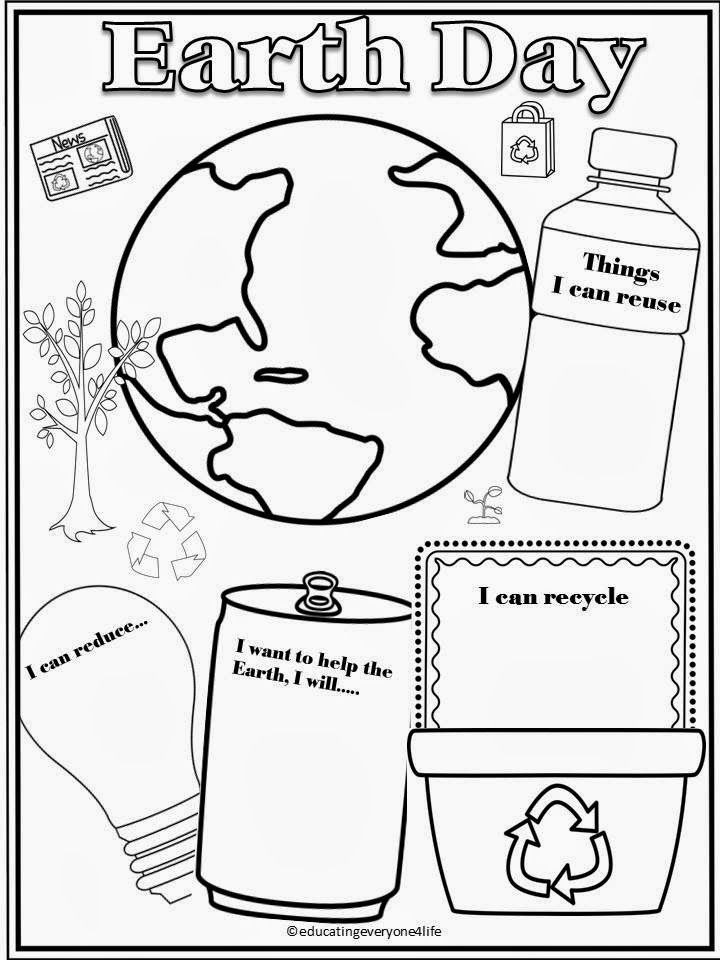 Earth Day
News
Things
I can reuse
I can recycle
I can reduce...
I want to help the
Earth, I will.....
©educatingeveryone4life